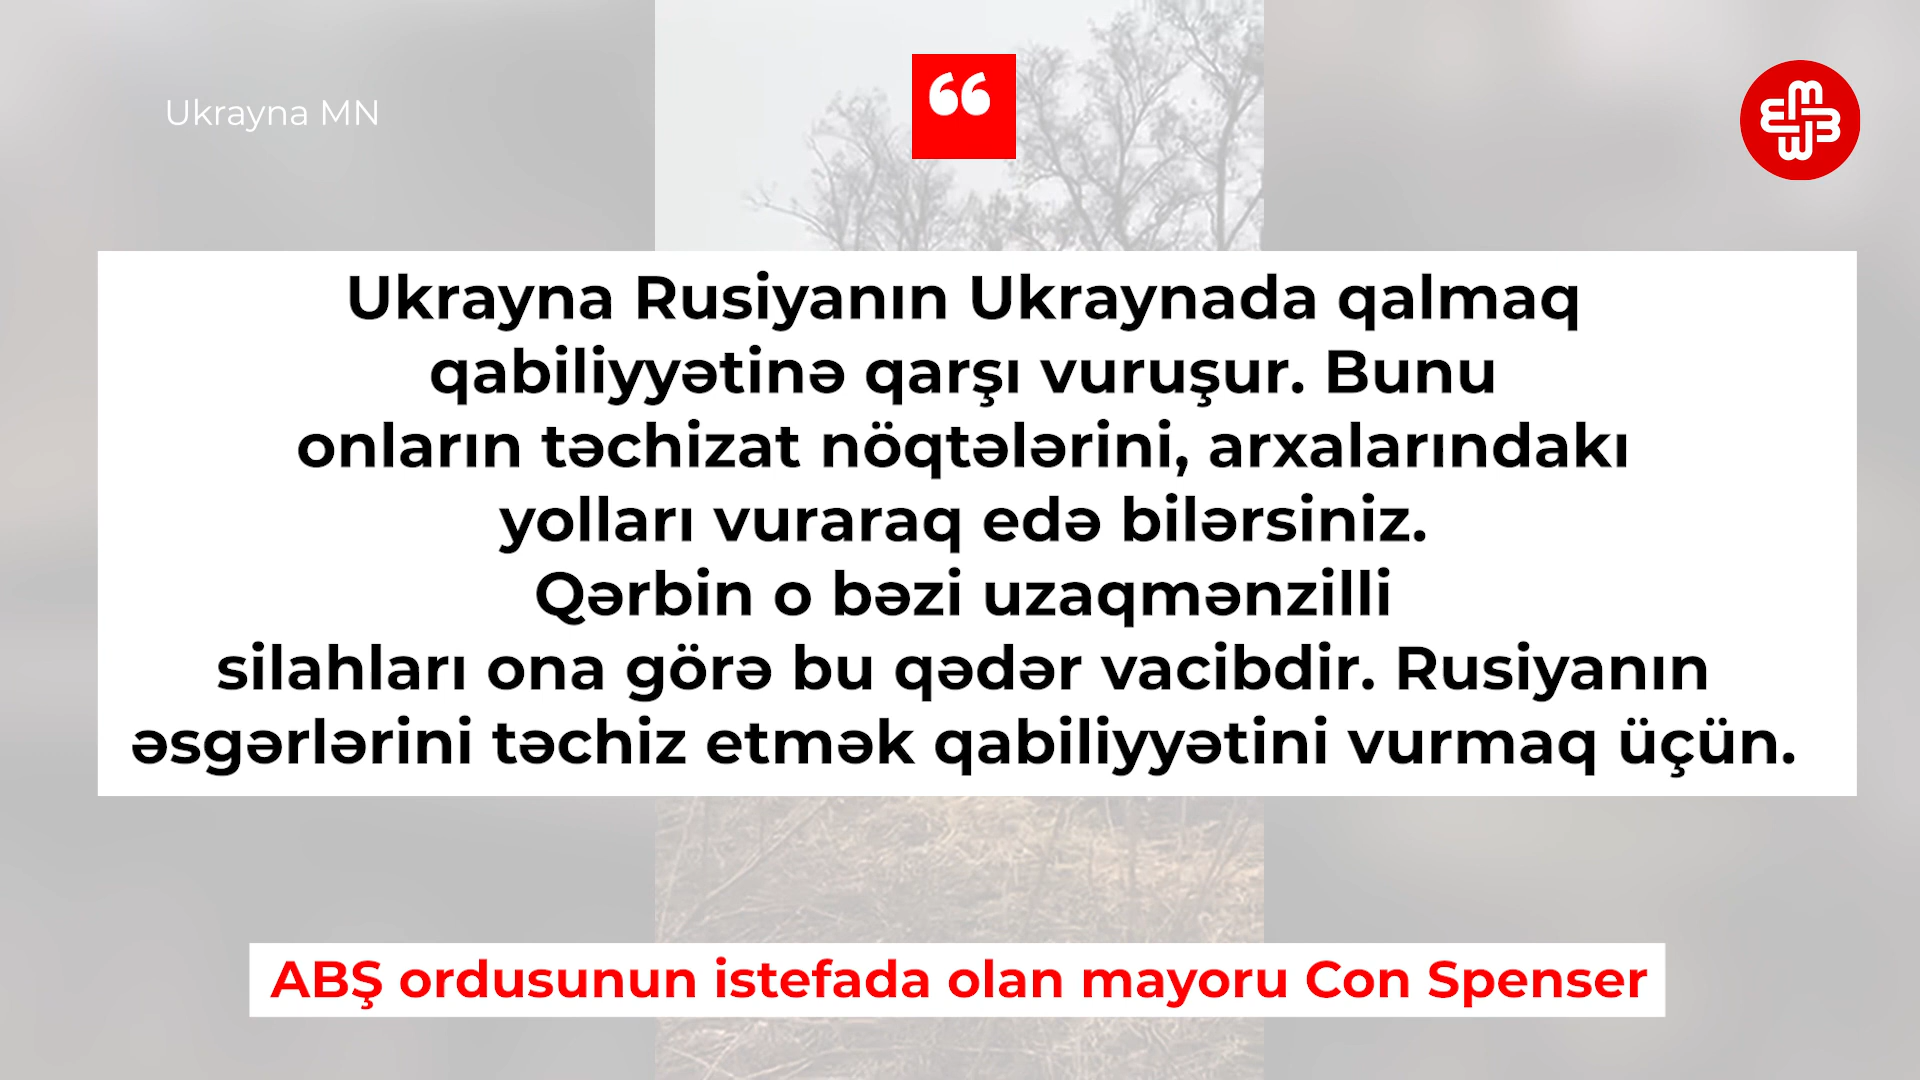 Ukrayna MN
Ukrayna Rusiyanın Ukraynada qalmaq
qabiliyyətinə qarşı vuruşur. Bunu
onların təchizat nöqtələrini, arxalarındakı
yolları vuraraq edə bilərsiniz.
Qərbin o bəzi uzaqmənzilli
silahları ona görə bu qədər vacibdir. Rusiyanın
əsgərlərini təchiz etmək qabiliyyətini vurmaq üçün.
ABŞ ordusunun istefada olan mayoru Con Spenser